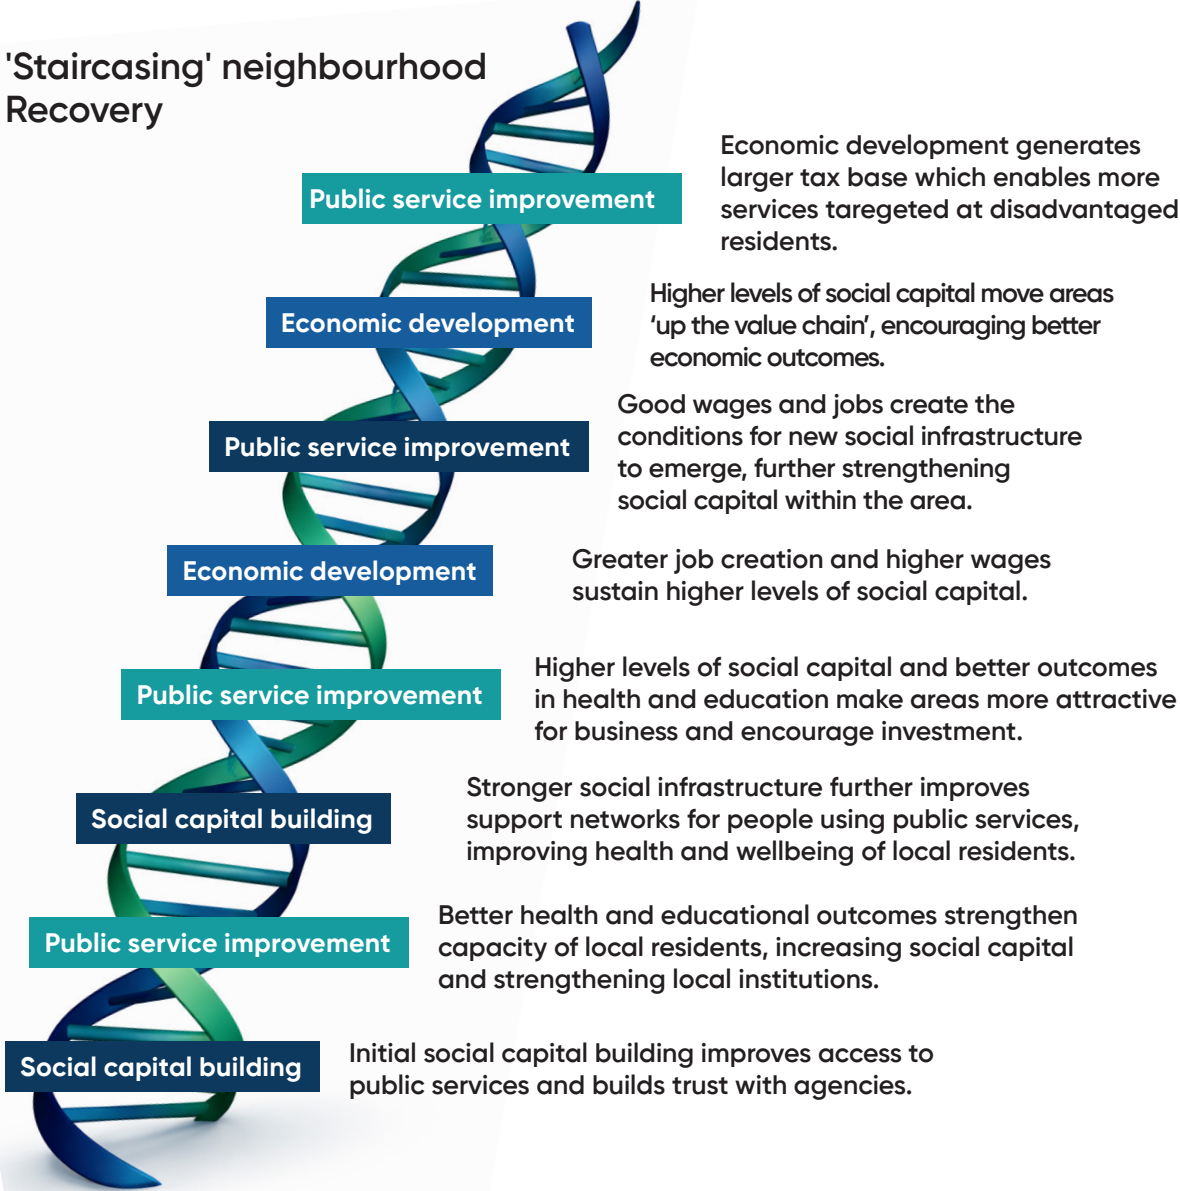 'Staircasing' neighbourhood
Recovery
Public service improvement
Economic development generates
larger tax base which enables more
services taregeted at disadvantaged
residents.
Economic development
Higher levels of social capital move areas
‘up the value chain’, encouraging better
economic outcomes.
Public service improvement
Good wages and jobs create the
conditions for new social infrastructure
to emerge, further strengthening
social capital within the area.
Economic development
Greater job creation and higher wages
sustain higher levels of social capital.
Public service improvement
Higher levels of social capital and better outcomes
in health and education make areas more attractive
for business and encourage investment.
Social capital building
Stronger social infrastructure further improves
support networks for people using public services,
improving health and wellbeing of local residents.
Public service improvement
Better health and educational outcomes strengthen
capacity of local residents, increasing social capital
and strengthening local institutions.
Social capital building
Initial social capital building improves access to
public services and builds trust with agencies.